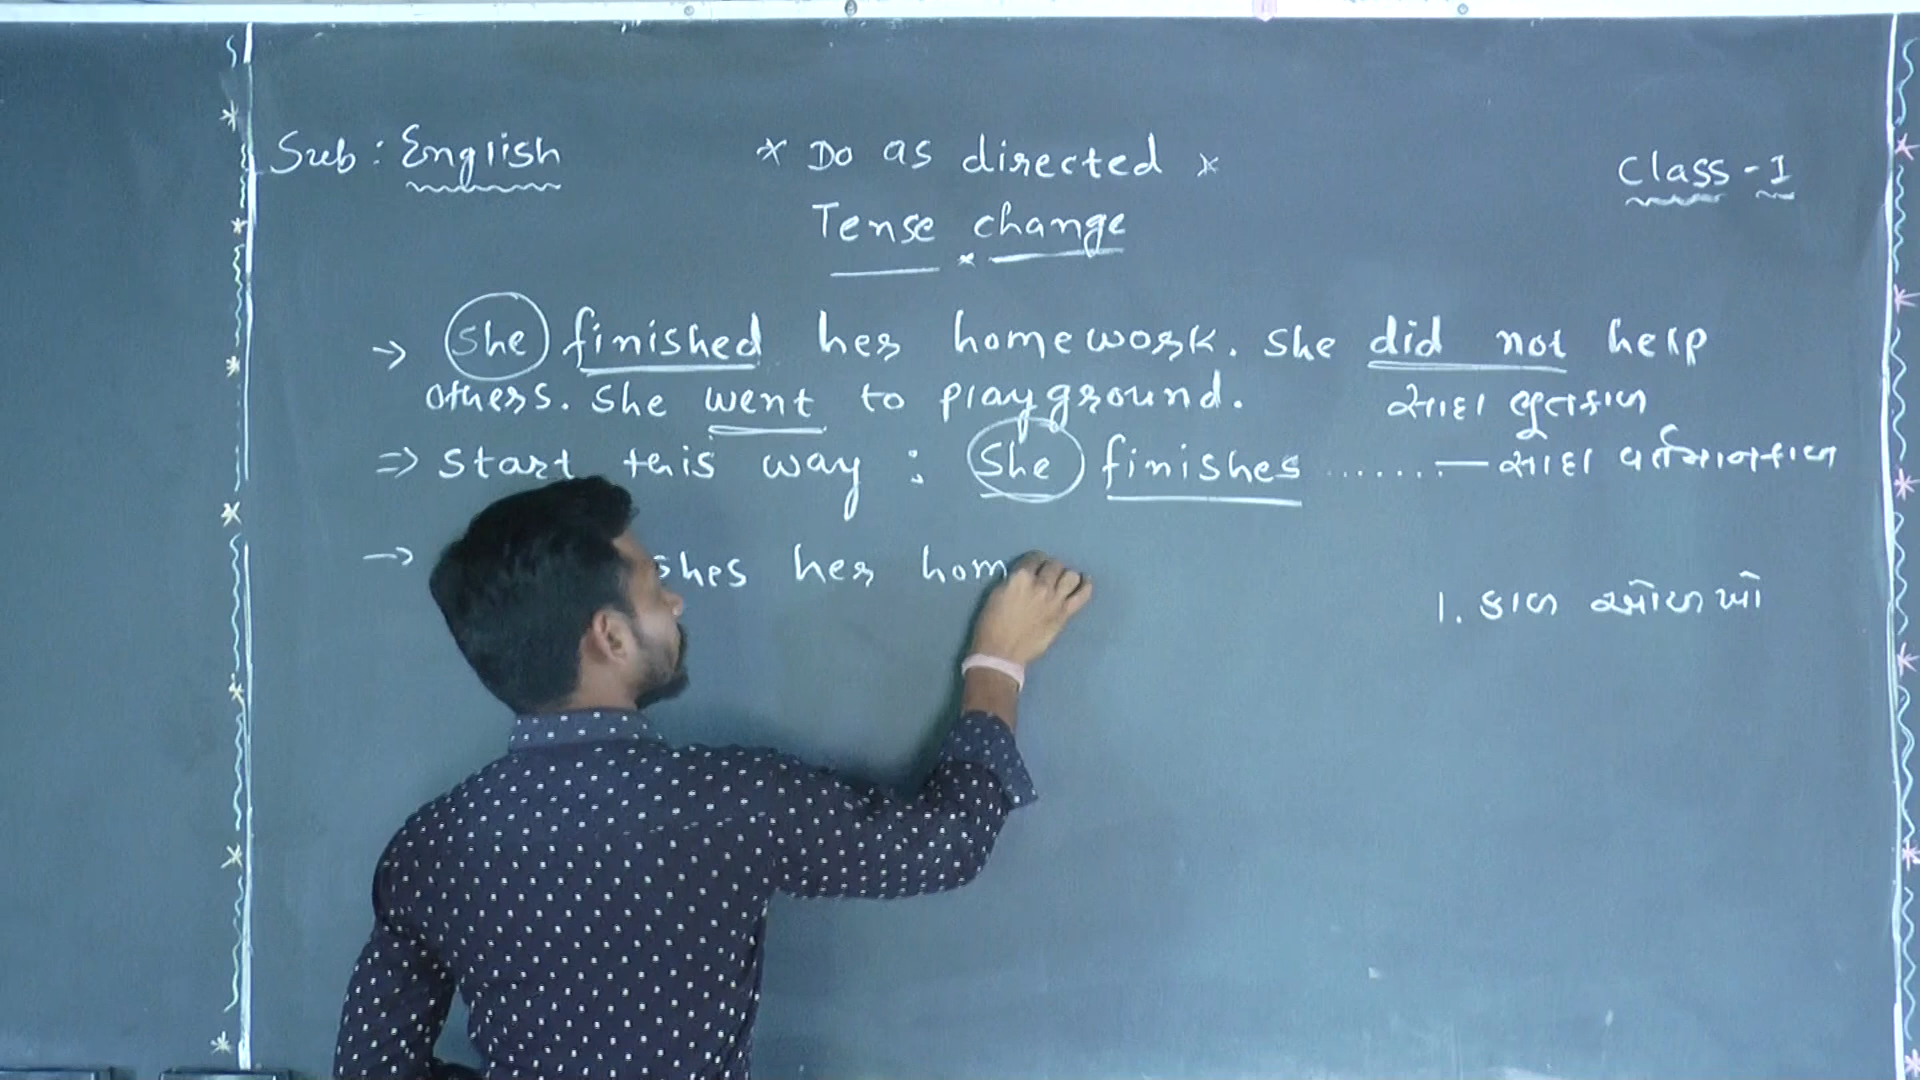 Sub : English
* Do as directed *
Class - I
Tense change
→ She finished her homework. She did not help
others. She went to playground.
સાદો ભૂતકાળ
⇒ Start this way : She finishes ....... — સાદો વર્તમાનકાળ
→ shes her hom
1. કાળ ઓળખો